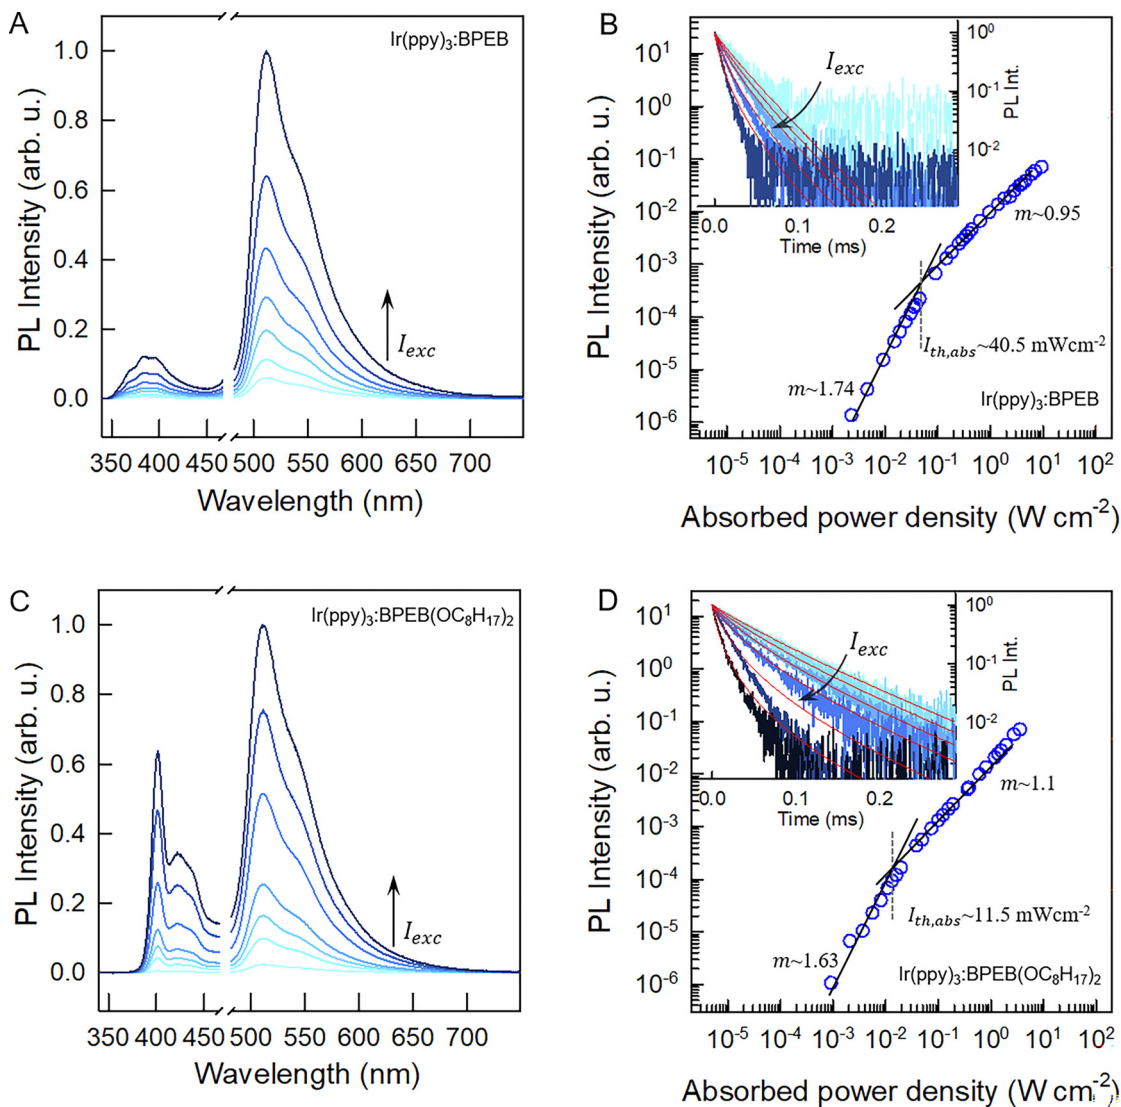 A
Ir(ppy)3:BPEB
PL Intensity (arb. u.)
1.0
0.8
0.6
0.4
0.2
0.0
Iexc
350 400 450 500 550 600 650 700
Wavelength (nm)
B
PL Intensity (arb. u.)
10^1
10^0
10^-1
10^-2
10^-3
10^-4
10^-5
10^-6
Iexc
10^0
10^-1
10^-2
PL Int.
0.0 0.1 0.2
Time (ms)
m~0.95
Ith,abs~40.5 mWcm-2
m~1.74
Ir(ppy)3:BPEB
10^-5 10^-4 10^-3 10^-2 10^-1 10^0 10^1 10^2
Absorbed power density (W cm-2)
C
Ir(ppy)3:BPEB(OC8H17)2
PL Intensity (arb. u.)
1.0
0.8
0.6
0.4
0.2
0.0
Iexc
350 400 450 500 550 600 650 700
Wavelength (nm)
D
PL Intensity (arb. u.)
10^1
10^0
10^-1
10^-2
10^-3
10^-4
10^-5
10^-6
Iexc
10^0
10^-1
10^-2
PL Int.
0.0 0.1 0.2
Time (ms)
m~1.1
Ith,abs~11.5 mWcm-2
m~1.63
Ir(ppy)3:BPEB(OC8H17)2
10^-5 10^-4 10^-3 10^-2 10^-1 10^0 10^1 10^2
Absorbed power density (W cm-2)